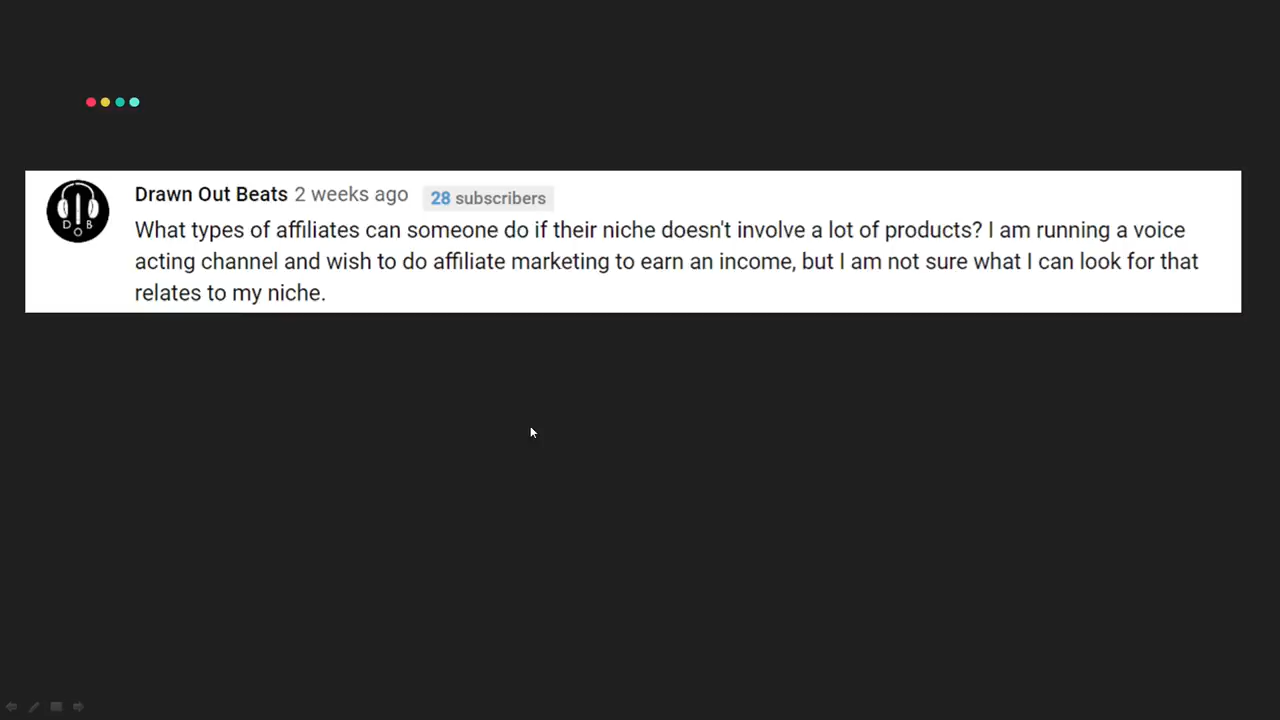 Drawn Out Beats 2 weeks ago 28 subscribers
What types of affiliates can someone do if their niche doesn't involve a lot of products? I am running a voice
acting channel and wish to do affiliate marketing to earn an income, but I am not sure what I can look for that
relates to my niche.
D O B